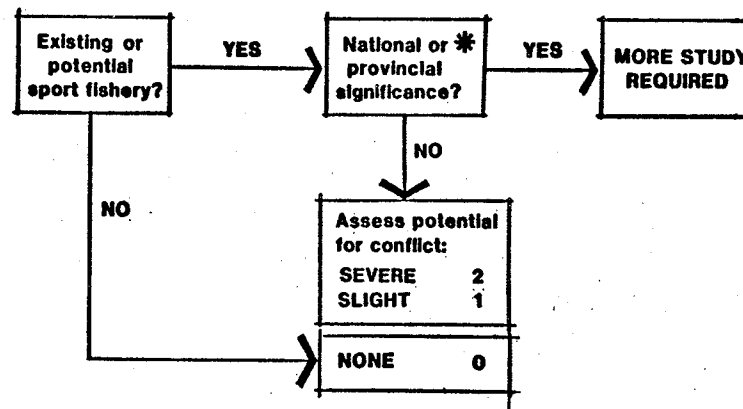 Existing or
potential
sport fishery?
YES
National or *
provincial
significance?
YES
MORE STUDY
REQUIRED
NO
NO
Assess potential
for conflict:
SEVERE 2
SLIGHT 1
NONE 0